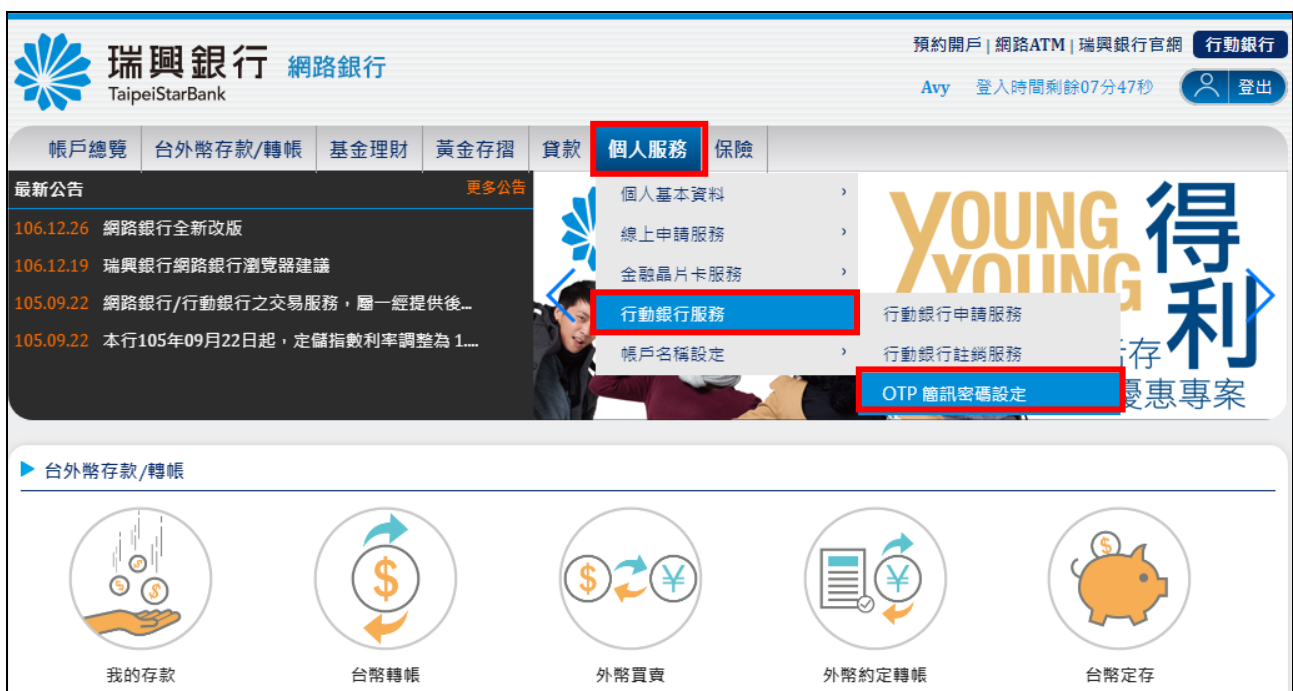 瑞興銀行 網路銀行
TaipeiStarBank
預約開戶 | 網路ATM | 瑞興銀行官網 行動銀行
Avy 登入時間剩餘07分47秒 登出
帳戶總覽 台外幣存款/轉帳 基金理財 黃金存摺 貸款 個人服務 保險
最新公告 更多公告
106.12.26 網路銀行全新改版
106.12.19 瑞興銀行網路銀行瀏覽器建議
105.09.22 網路銀行/行動銀行之交易服務，屬一經提供後...
105.09.22 本行105年09月22日起，定儲指數利率調整為 1....
個人基本資料
線上申請服務
金融晶片卡服務
行動銀行服務
帳戶名稱設定
行動銀行申請服務
行動銀行註銷服務
OTP 簡訊密碼設定
YOUNG
YOUNG
得利
存
優惠專案
台外幣存款/轉帳
我的存款 台幣轉帳 外幣買賣 外幣約定轉帳 台幣定存